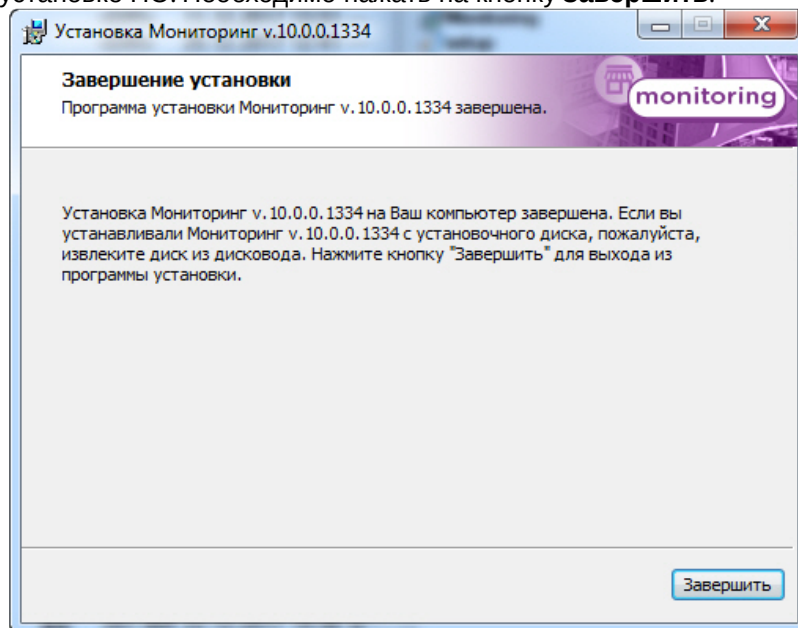 Завершить.
Установка Мониторинг v.10.0.0.1334
Завершение установки
Программа установки Мониторинг v.10.0.0.1334 завершена.
monitoring
Установка Мониторинг v.10.0.0.1334 на Ваш компьютер завершена. Если вы
устанавливали Мониторинг v.10.0.0.1334 с установочного диска, пожалуйста,
извлеките диск из дисковода. Нажмите кнопку "Завершить" для выхода из
программы установки.
Завершить